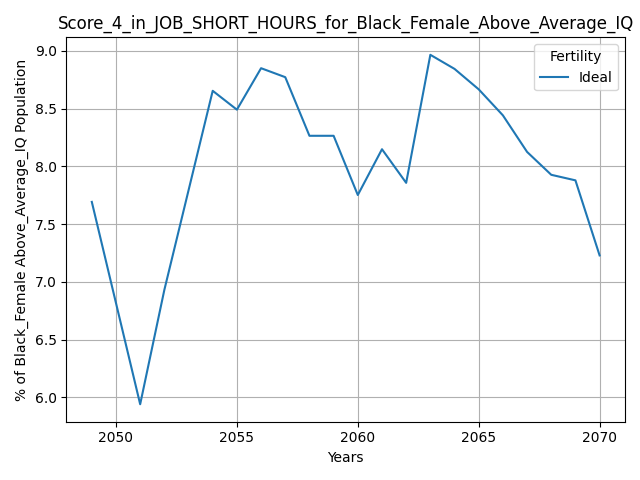 Score_4_in_JOB_SHORT_HOURS_for_Black_Female_Above_Average_IQ
% of Black_Female Above_Average_IQ Population
9.0
8.5
8.0
7.5
7.0
6.5
6.0
Fertility
Ideal
2050
2055
2060
2065
2070
Years